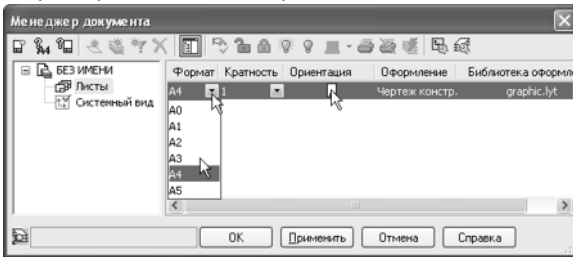 Менеджер документа
БЕЗ ИМЕНИ
Листы
Системный вид
Формат Кратность Ориентация Оформление Библиотека оформл
A4 1 Чертеж констр. graphic.lyt
A0
A1
A2
A3
A4
A5
OK Применить Отмена Справка